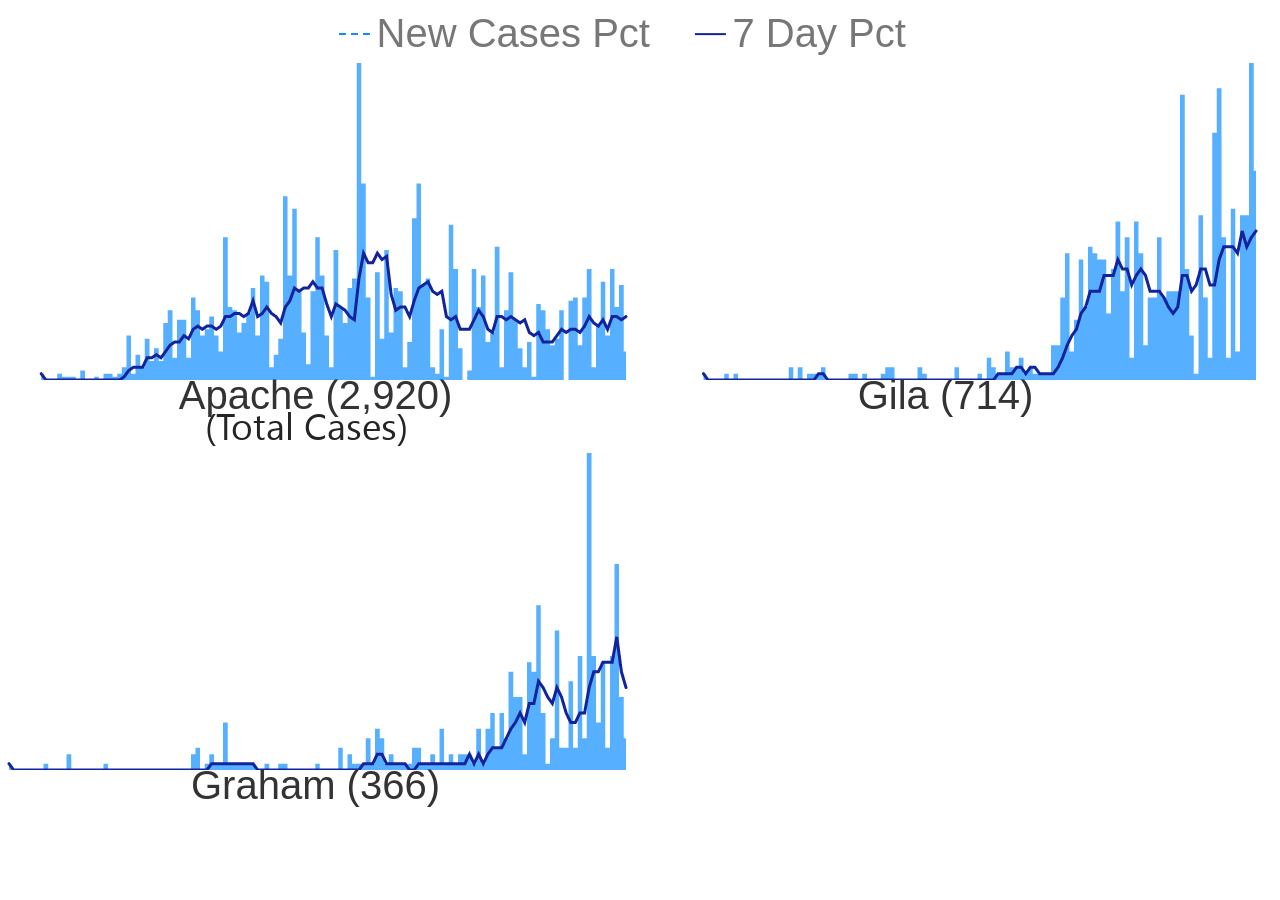 New Cases Pct 7 Day Pct
Apache (2,920)
(Total Cases)
Gila (714)
Graham (366)